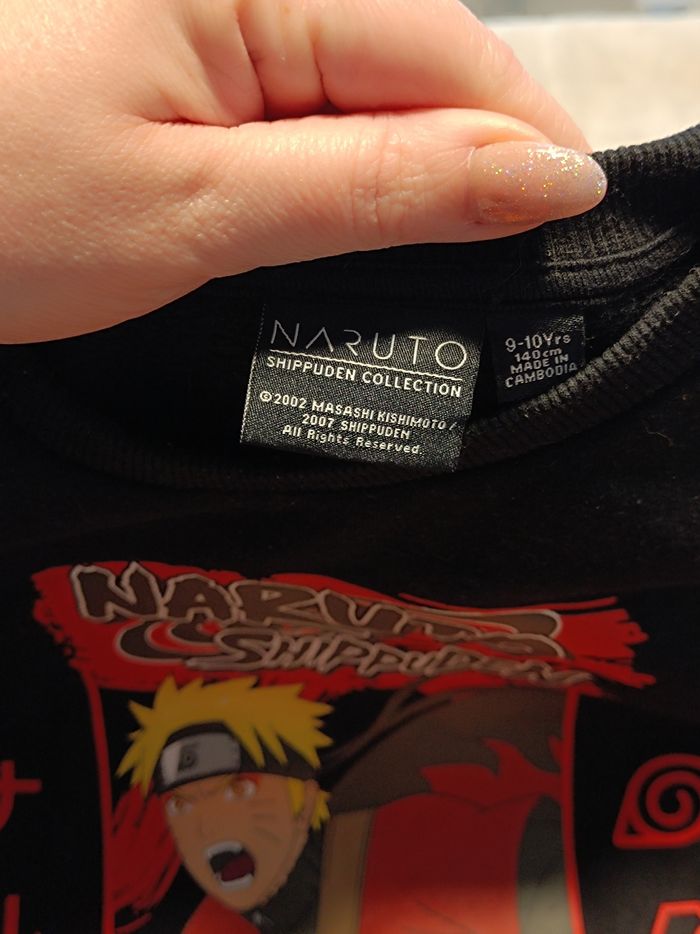 NARUTO
SHIPPUDEN COLLECTION
©2002 MASASHI KISHIMOTO /
2007 SHIPPUDEN
All Rights Reserved.
9-10Yrs
140cm
MADE IN
CAMBODIA
NARUTO
SHIPPUDEN